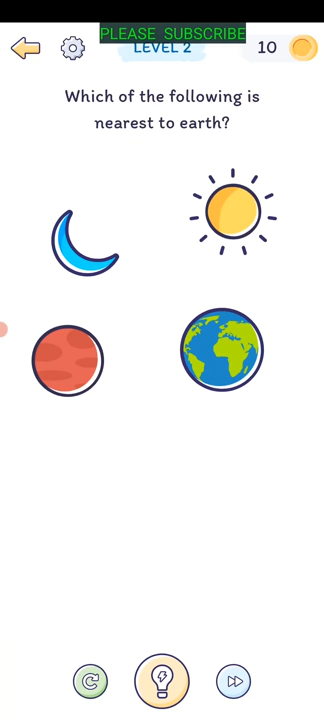 PLEASE SUBSCRIBE
LEVEL 2
10
Which of the following is
nearest to earth?